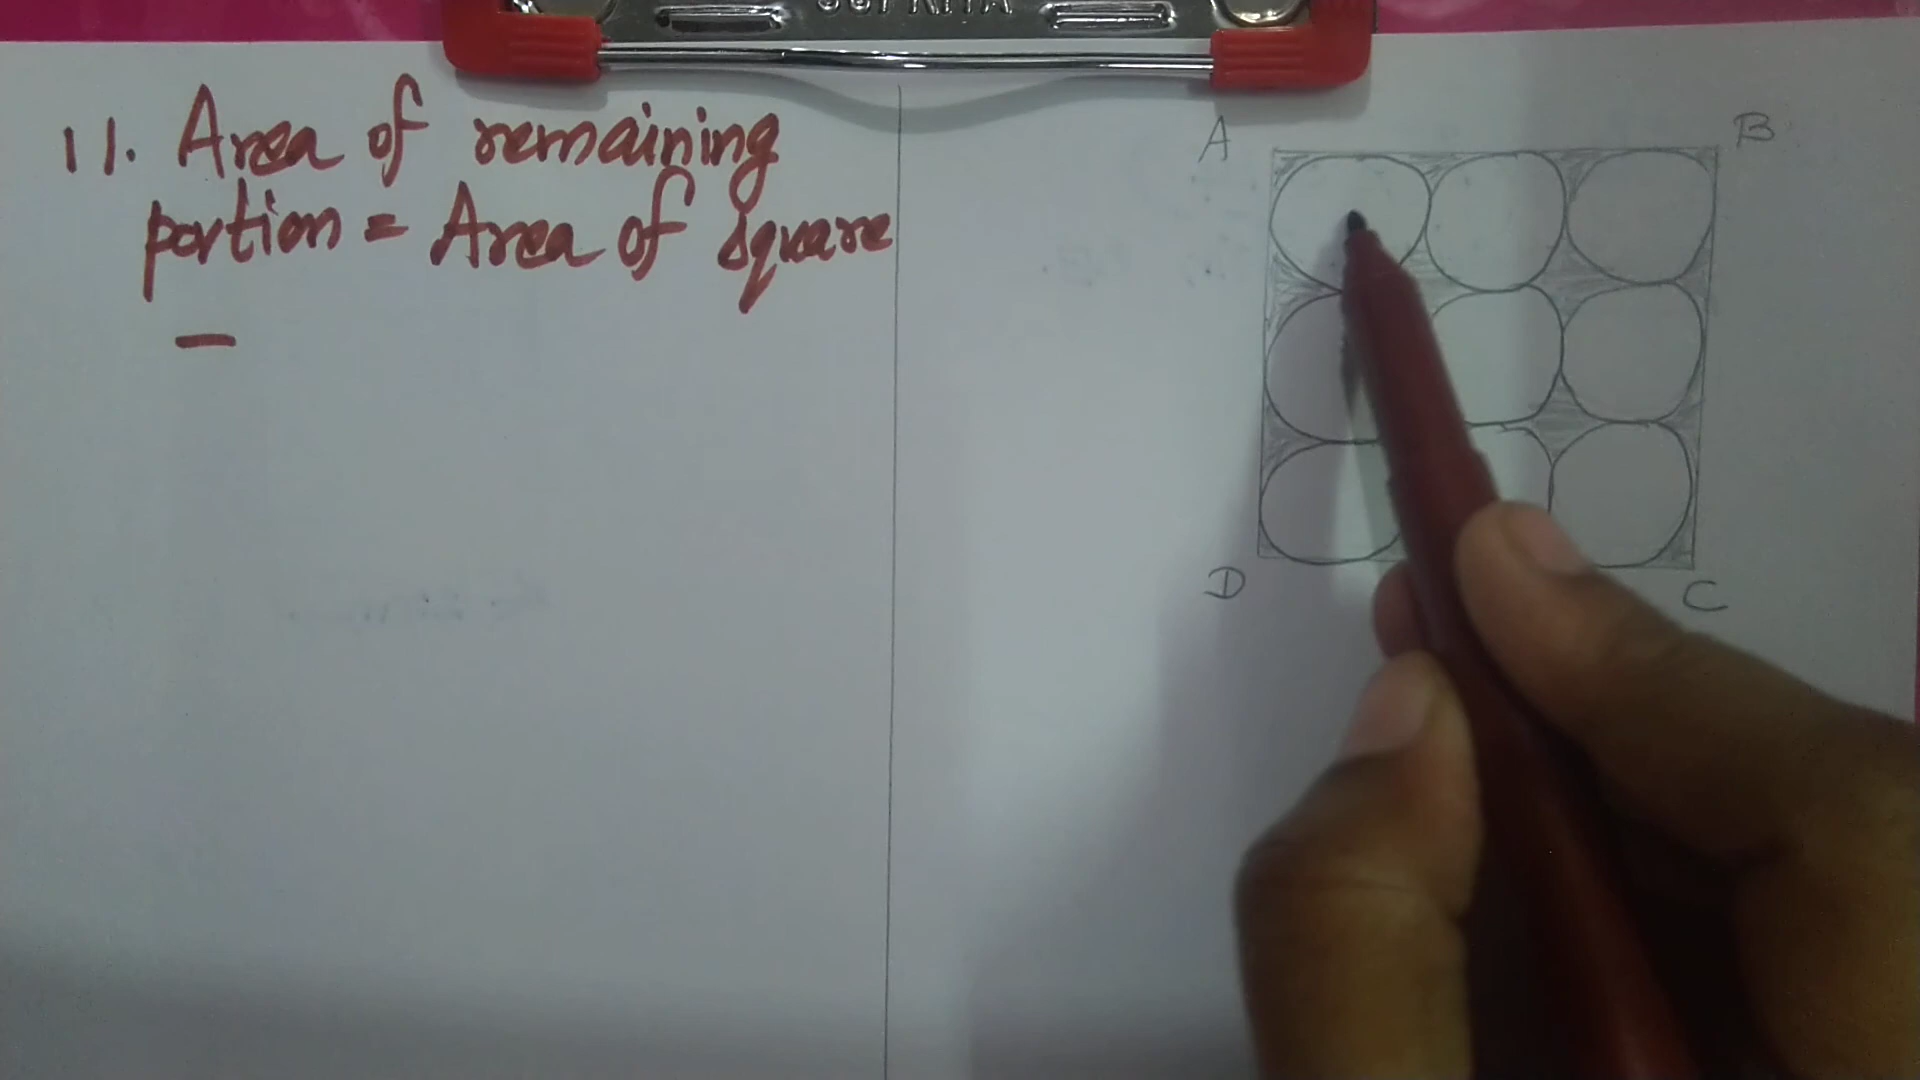 11. Area of remaining
portion = Area of square
—
A
B
D
C